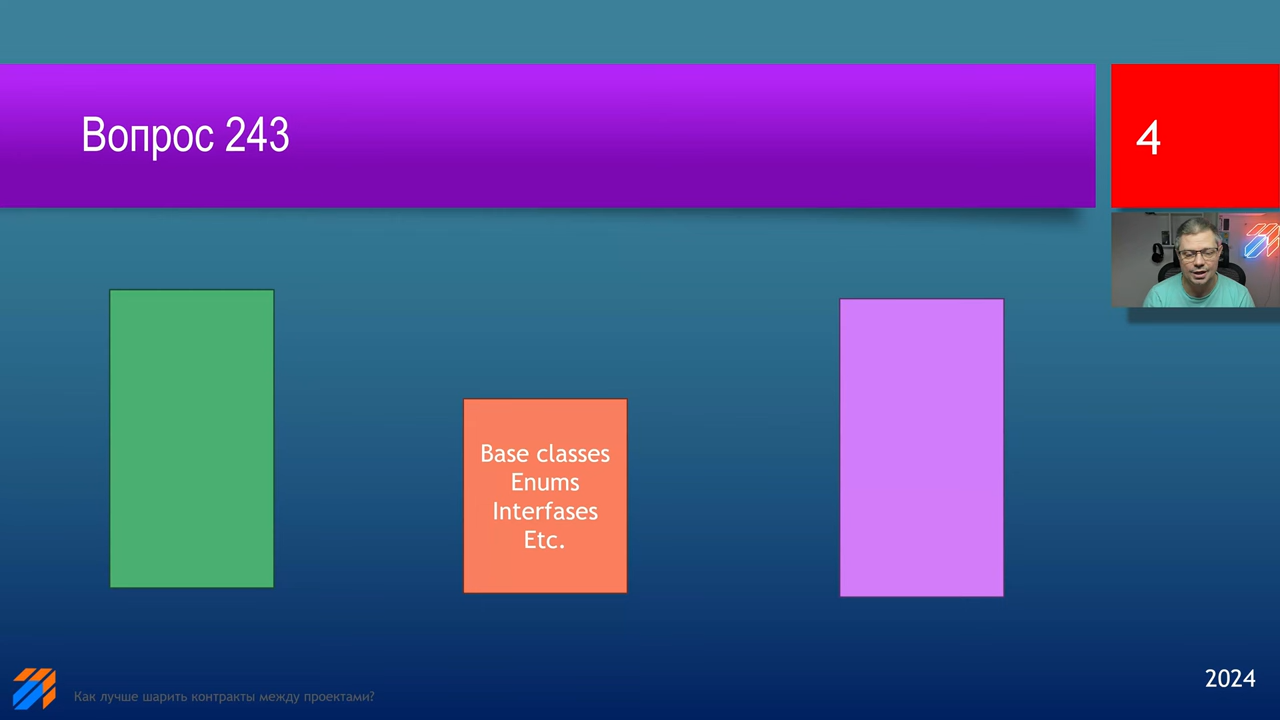 Вопрос 243
4
Base classes
Enums
Interfases
Etc.
Как лучше шарить контракты между проектами?
2024